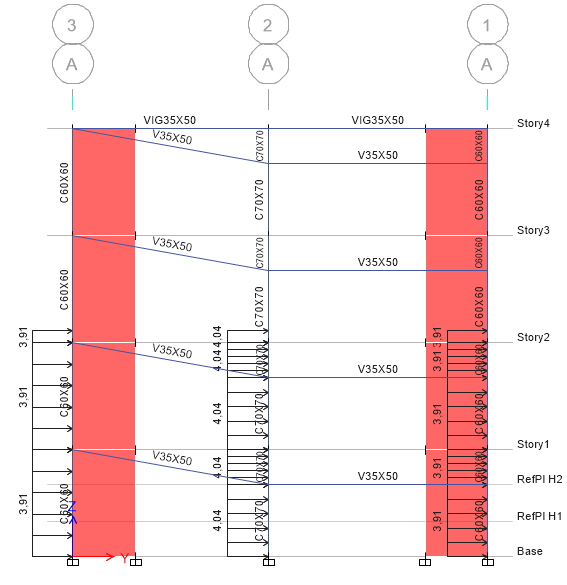 3 2 1
A A A
VIG35X50 VIG35X50 Story4
V35X50 C70X70 C60X60
V35X50
C60X60 C70X70 C60X60
Story3
V35X50 C70X70 C60X60
C60X60 C70X70 C60X60
3,91 4,04 3,91 Story2
V35X50 4,04 C70X70 3,91 C60X60
V35X50
3,91 C60X60 4,04 C70X70 3,91 C60X60
Story1
V35X50 4,04 C70X70 3,91 C60X60
V35X50 RefPl H2
3,91 C60X60 4,04 C70X70 3,91 C60X60 RefPl H1
Z
Y Base